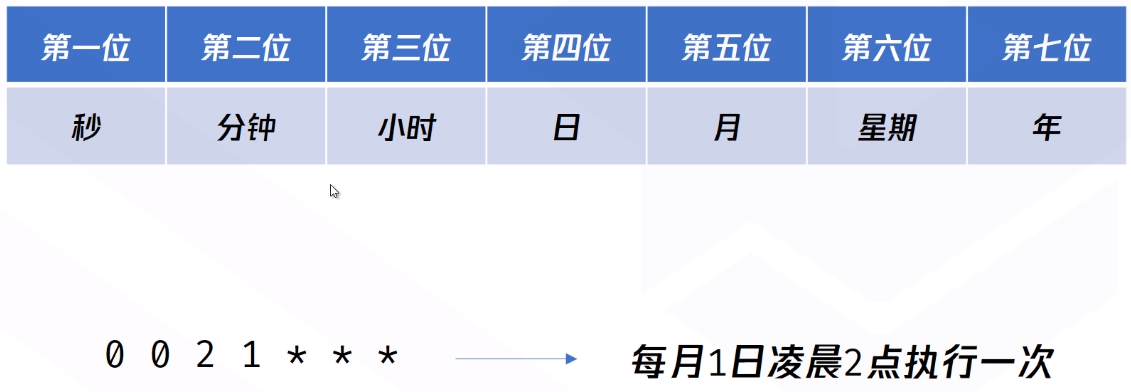 第一位 第二位 第三位 第四位 第五位 第六位 第七位
秒 分钟 小时 日 月 星期 年
0 0 2 1 * * * 每月1日凌晨2点执行一次